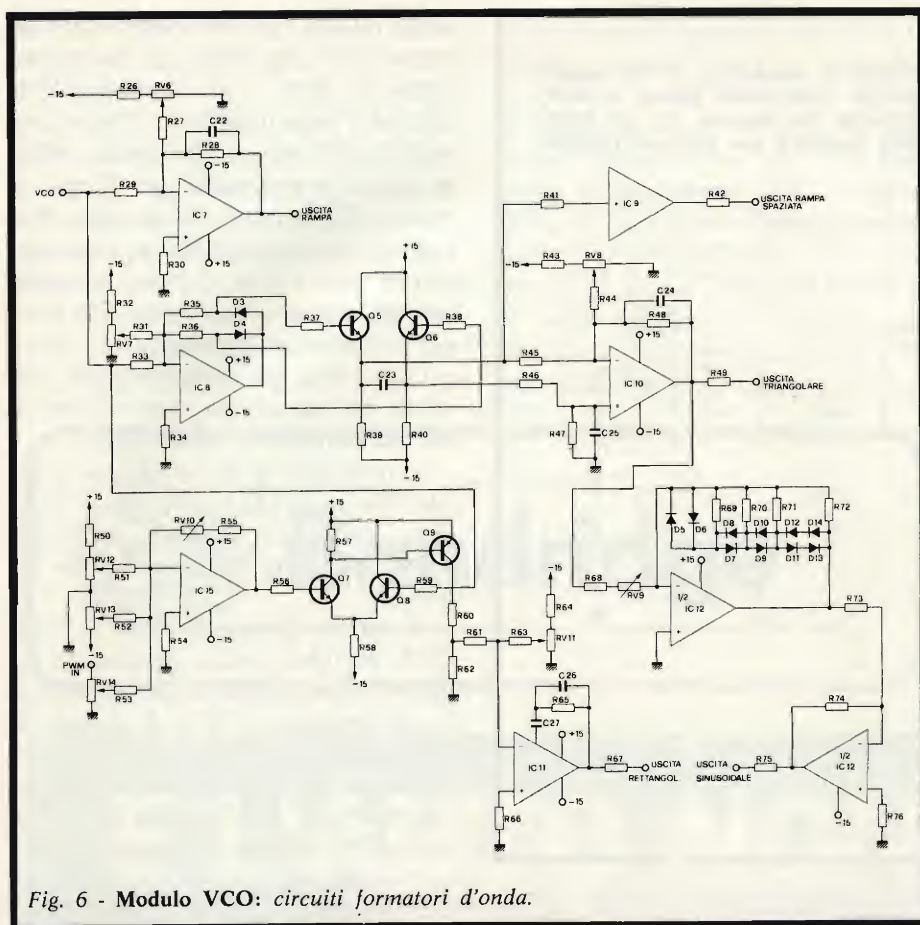 -15
R26
RV6
R27
C22
R28
-15
VCO
R29
IC 7
USCITA
RAMPA
R30
+15
-15
R32
RV7
R31
R35
D3
R36
D4
R33
+15
IC 8
-15
R34
+15
R37
Q5
Q6
R38
C23
R39
R40
-15
R41
IC 9
R42
USCITA RAMPA
SPAZIATA
-15
R43
RV8
R44
C24
R48
R45
+15
R46
IC 10
R49
USCITA
TRIANGOLARE
-15
R47
C25
+15
R50
RV12
R51
RV13
R52
-15
PWM
IN
RV14
R53
RV10
R55
+15
IC 15
R54
-15
R56
+15
R57
Q7
Q9
Q8
R59
R58
-15
R60
R61
R62
-15
R64
R63
RV11
C26
R65
C27
+15
IC 11
R67
USCITA
RETTANGOL.
R66
-15
R68
RV9
D5
D6
R69
R70
R71
R72
D8
D10
D12
D14
D7
D9
D11
D13
+15
1/2
IC 12
R73
R74
1/2
IC 12
USCITA
SINUSOIDALE
R75
-15
R76
Fig. 6 - Modulo VCO: circuiti formatori d'onda.